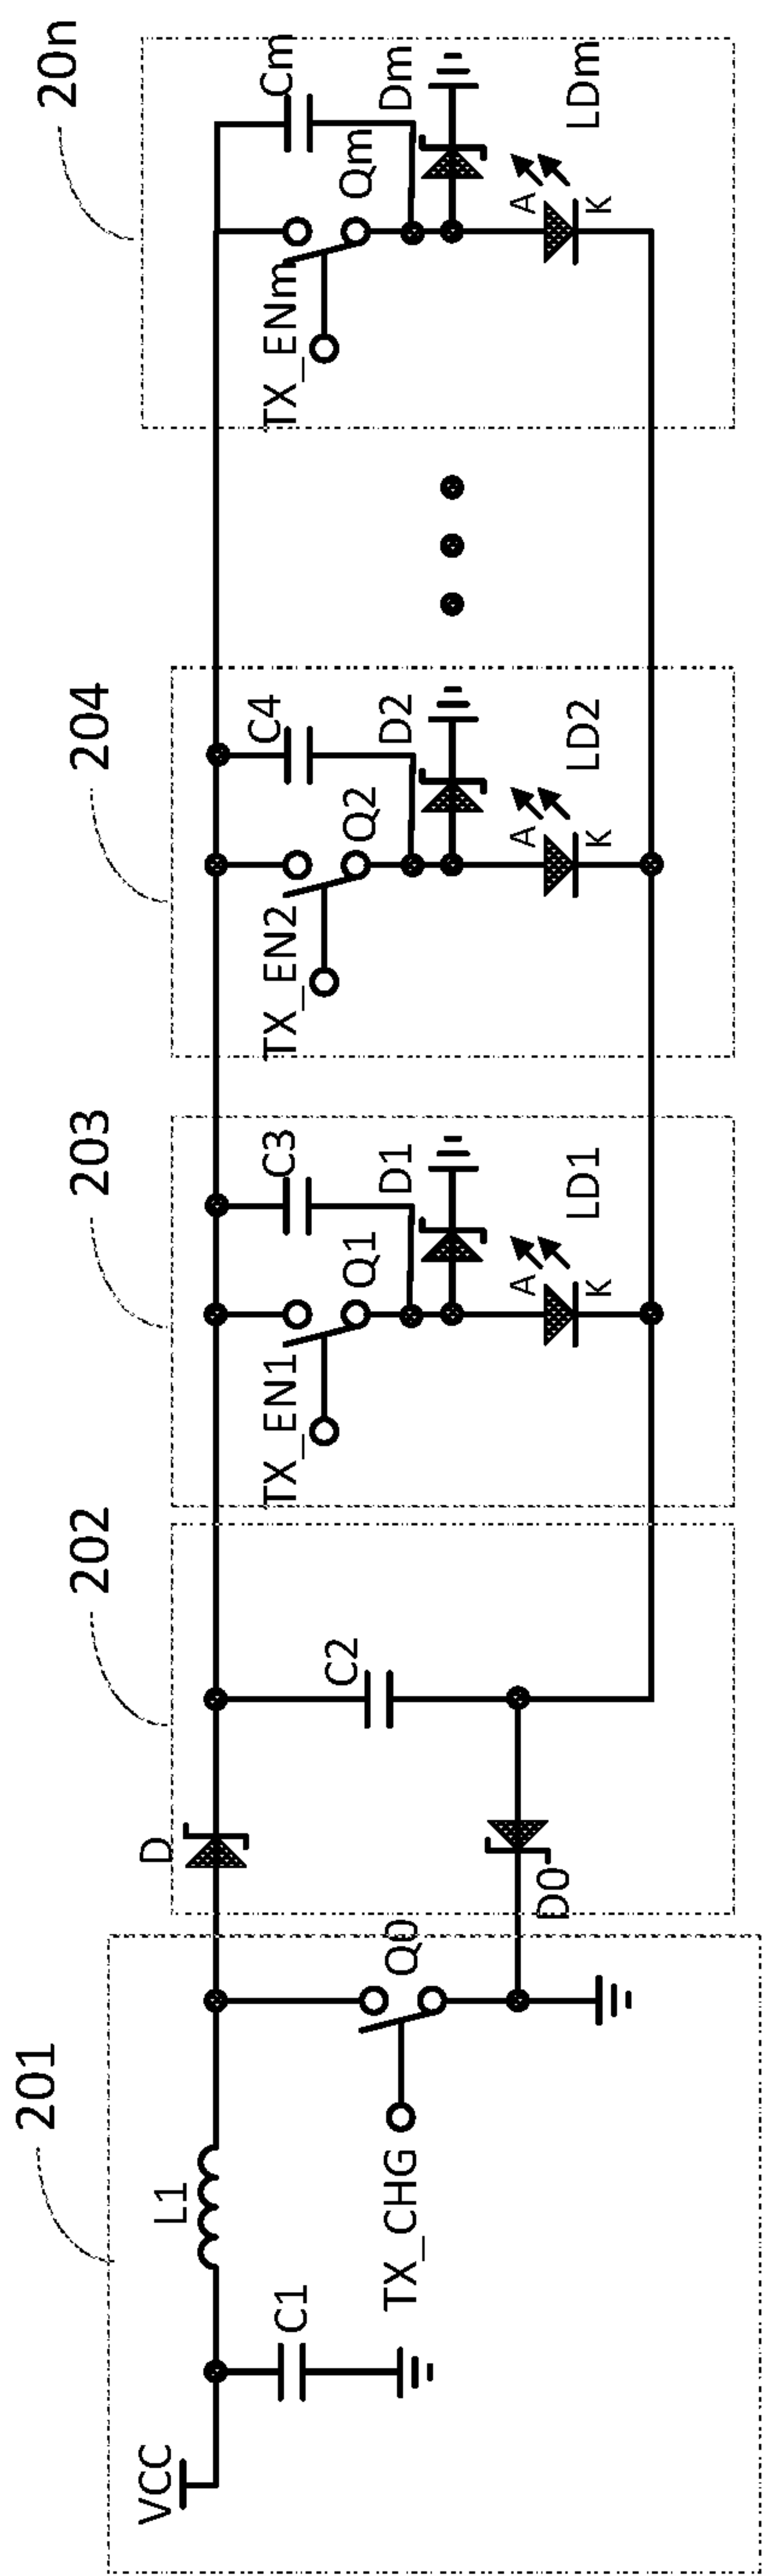 201
VCC
L1
C1
TX_CHG
Q0
202
D
C2
D0
203
TX_EN1
Q1
C3
D1
A
K
LD1
204
TX_EN2
Q2
C4
D2
A
K
LD2
20n
TX_ENm
Qm
Cm
Dm
A
K
LDm